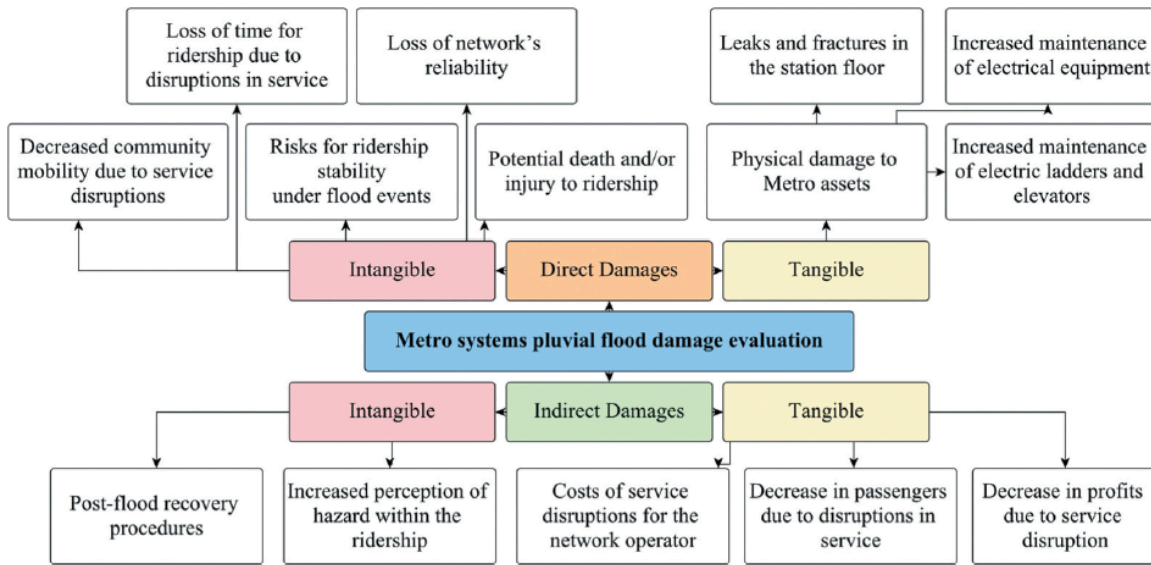 Loss of time for
ridership due to
disruptions in service
Loss of network's
reliability
Leaks and fractures in
the station floor
Increased maintenance
of electrical equipment
Decreased community
mobility due to service
disruptions
Risks for ridership
stability
under flood events
Potential death and/or
injury to ridership
Physical damage to
Metro assets
Increased maintenance
of electric ladders and
elevators
Intangible
Direct Damages
Tangible
Metro systems pluvial flood damage evaluation
Intangible
Indirect Damages
Tangible
Post-flood recovery
procedures
Increased perception of
hazard within the
ridership
Costs of service
disruptions for the
network operator
Decrease in passengers
due to disruptions in
service
Decrease in profits
due to service
disruption